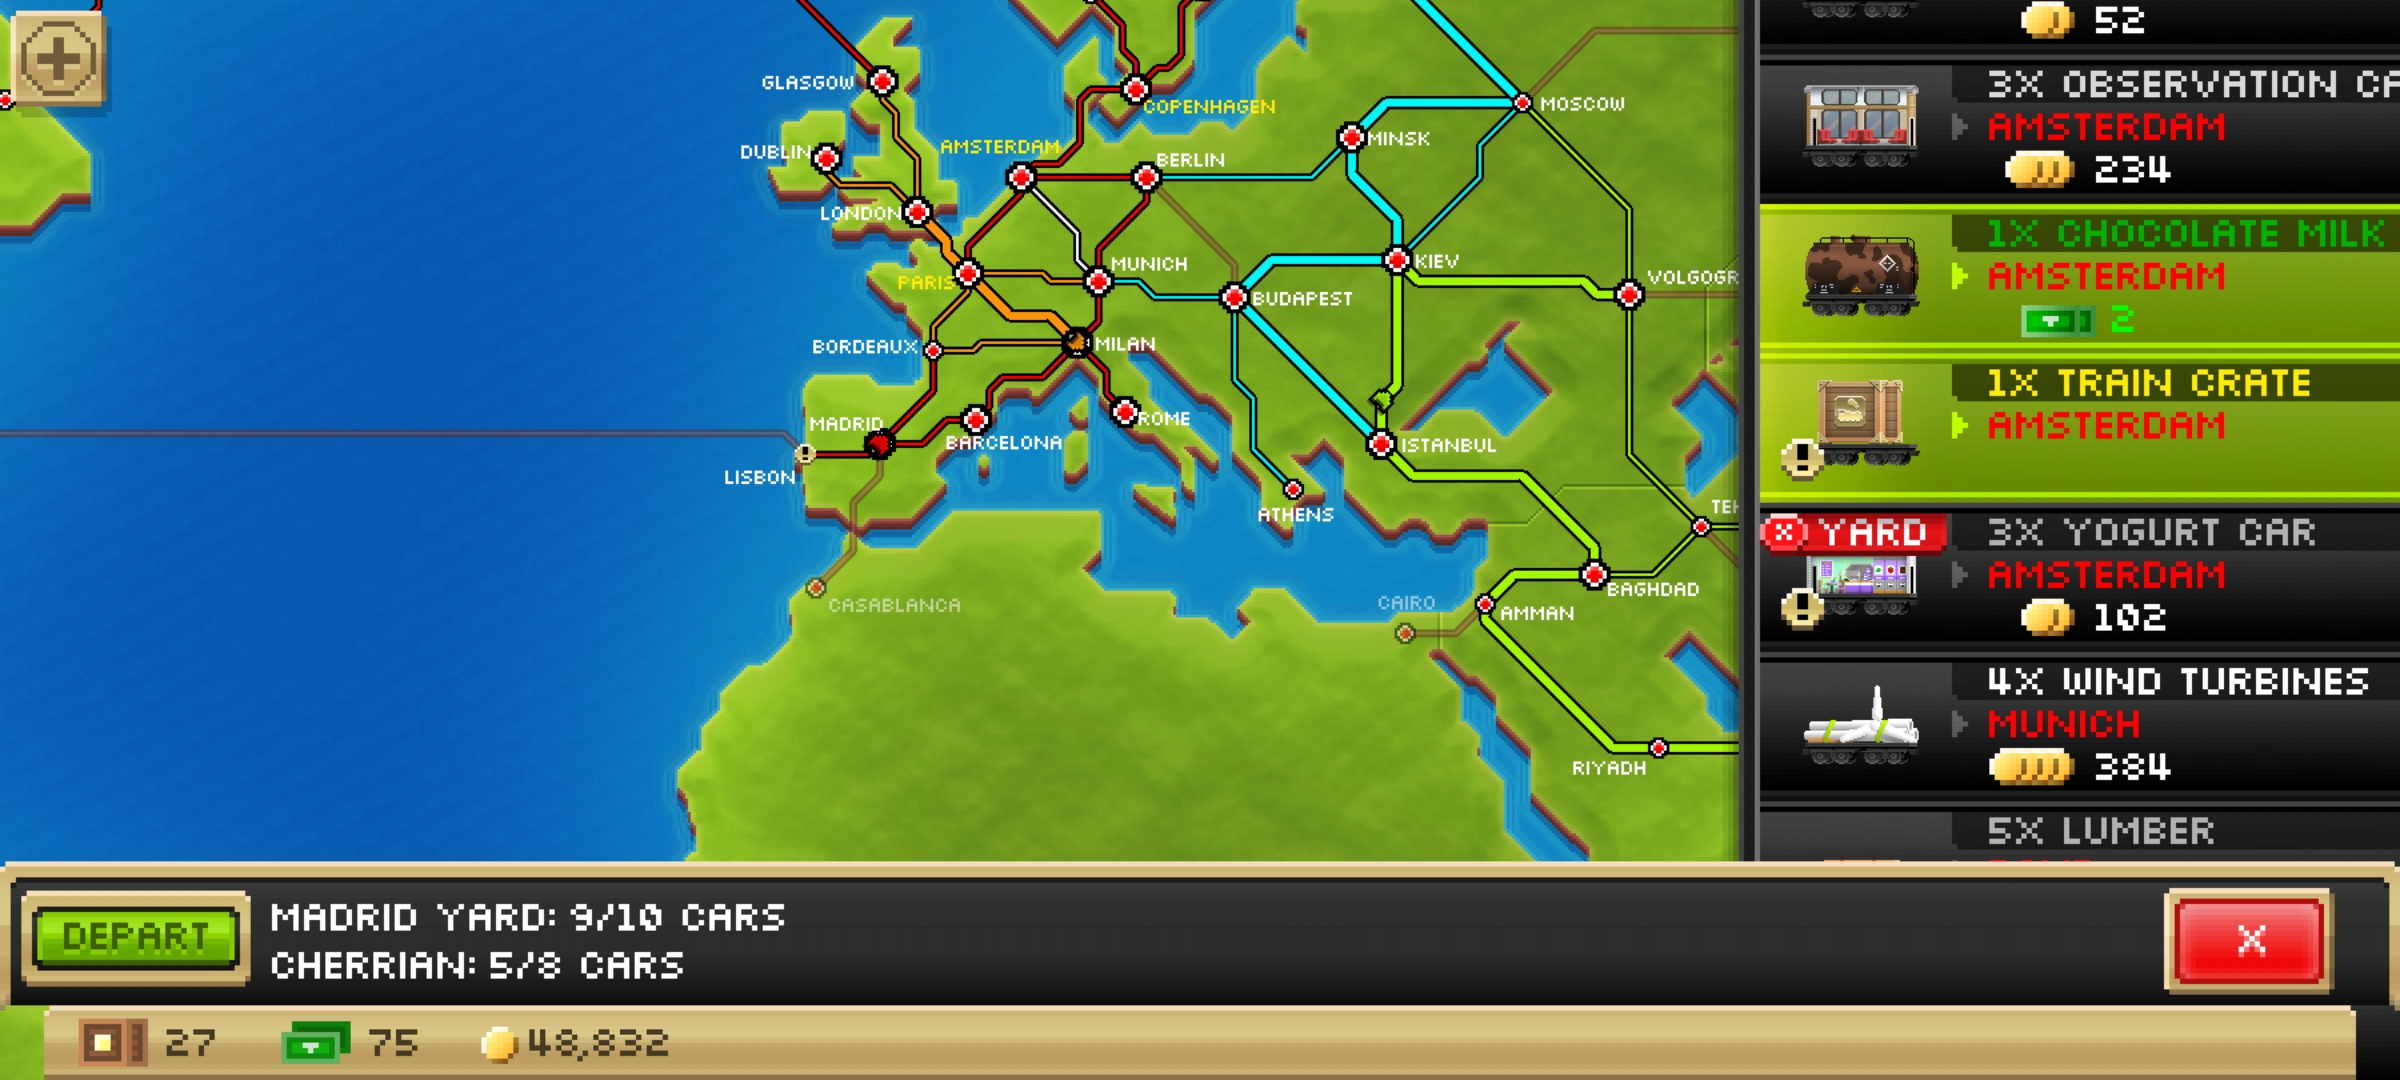 GLASGOW
COPENHAGEN
MOSCOW
MINSK
AMSTERDAM
DUBLIN
BERLIN
LONDON
MUNICH
KIEV
VOLGOGR
PARIS
BUDAPEST
BORDEAUX
MILAN
MADRID
ROME
BARCELONA
ISTANBUL
LISBON
ATHENS
TEH
CASABLANCA
CAIRO
BAGHDAD
AMMAN
RIYADH
52
3X OBSERVATION CA
AMSTERDAM
234
1X CHOCOLATE MILK
AMSTERDAM
2
1X TRAIN CRATE
AMSTERDAM
X YARD
3X YOGURT CAR
AMSTERDAM
102
4X WIND TURBINES
MUNICH
384
5X LUMBER
DEPART
MADRID YARD: 9/10 CARS
CHERRIAN: 5/8 CARS
X
27
75
48,832